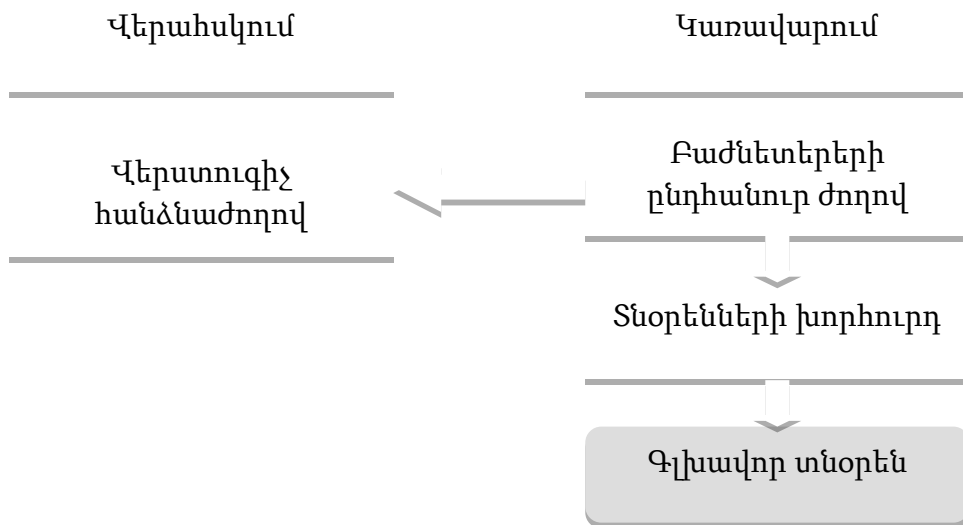 Վերահսկում
Կառավարում
Վերստուգիչ
հանձնաժողով
Բաժնետերերի
ընդհանուր ժողով
Տնօրենների խորհուրդ
Գլխավոր տնօրեն